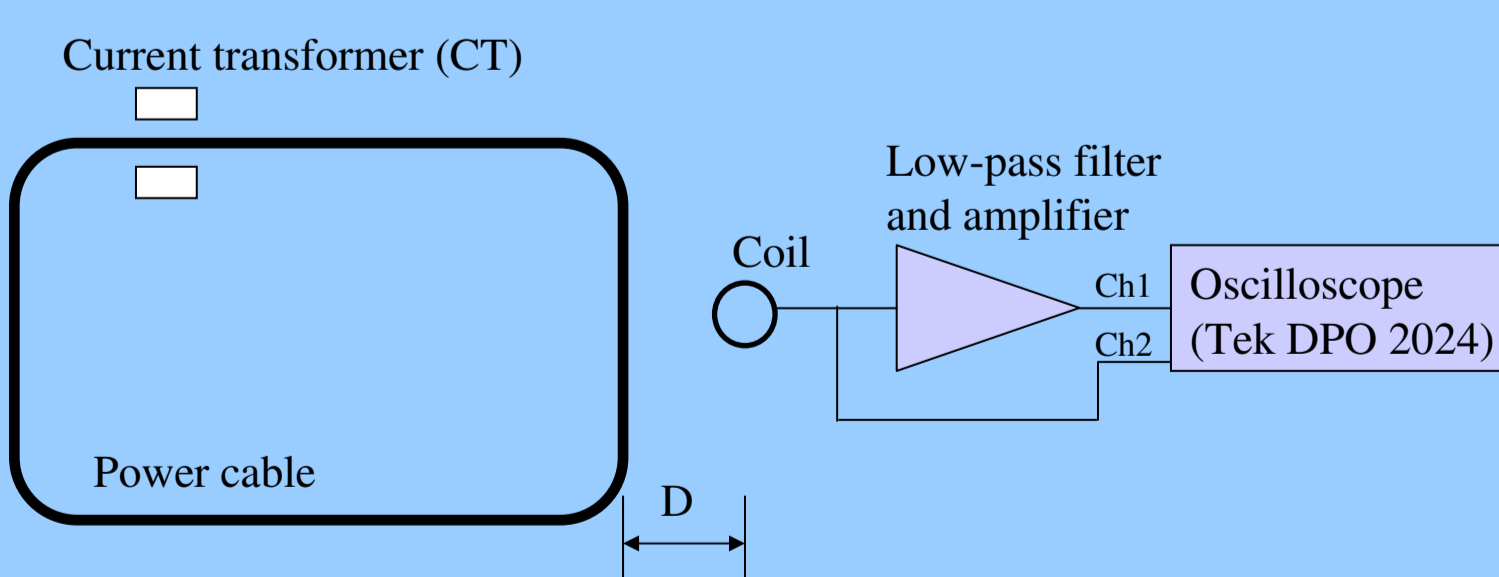 Current transformer (CT)
Low-pass filter
and amplifier
Coil
Ch1
Oscilloscope
Ch2
(Tek DPO 2024)
Power cable
D